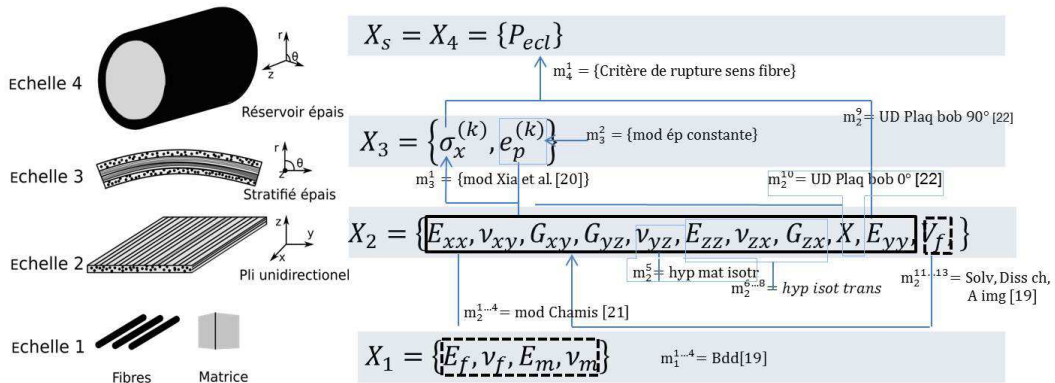 Echelle 4
r
θ
z
Réservoir épais
X_s = X_4 = {P_ecl}
m_4^1 = {Critère de rupture sens fibre}
m_2^9 = UD Plaq bob 90° [22]
Echelle 3
r
θ
z
Stratifié épais
X_3 = {σ_x^(k), e_p^(k)}
m_3^2 = {mod ép constante}
m_3^1 = {mod Xia et al. [20]}
m_2^10 = UD Plaq bob 0° [22]
Echelle 2
z
y
x
Pli unidirectionel
X_2 = {E_xx, ν_xy, G_xy, G_yz, ν_yz, E_zz, ν_zx, G_zx, X, E_yy, V_f}
m_2^5 = hyp mat isotr
m_2^6…8 = hyp isot trans
m_2^11…13 = Solv, Diss ch,
A img [19]
m_2^1…4 = mod Chamis [21]
Echelle 1
Fibres
Matrice
X_1 = {E_f, ν_f, E_m, ν_m}
m_1^1…4 = Bdd[19]